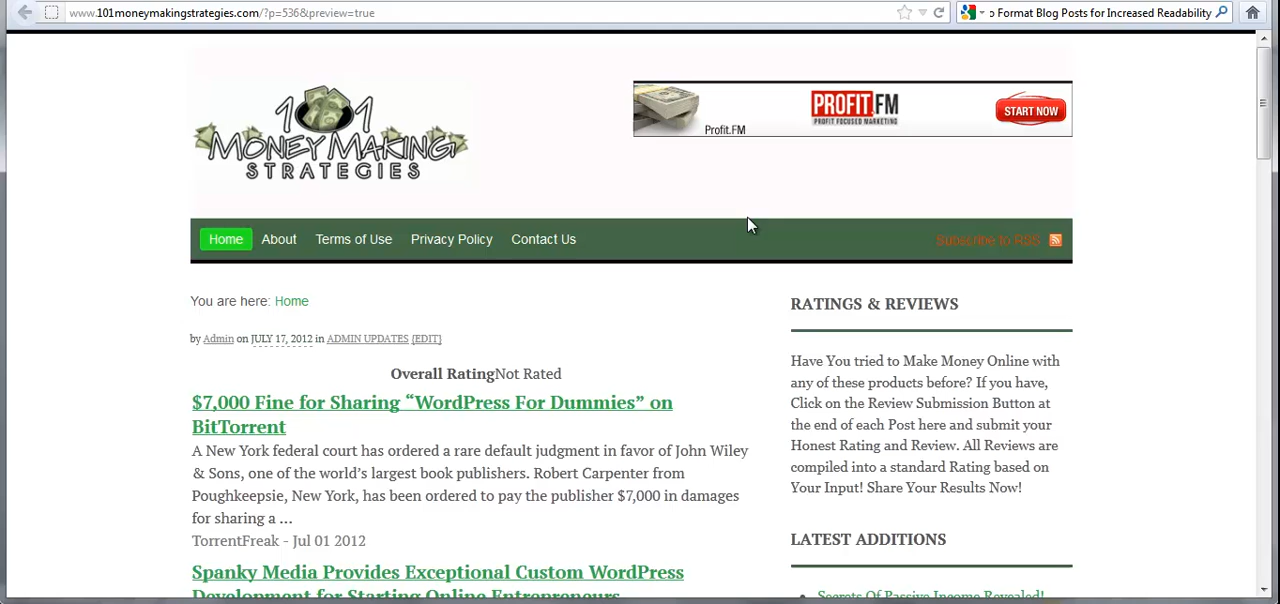 www.101moneymakingstrategies.com/?p=536&preview=true
Format Blog Posts for Increased Readability
101
MONEY MAKING
STRATEGIES
Profit.FM
PROFIT.FM
PROFIT FOCUSED MARKETING
START NOW
Home About Terms of Use Privacy Policy Contact Us Subscribe to RSS
You are here: Home
by Admin on JULY 17, 2012 in ADMIN UPDATES [EDIT]
Overall RatingNot Rated
$7,000 Fine for Sharing “WordPress For Dummies” on
BitTorrent
A New York federal court has ordered a rare default judgment in favor of John Wiley
& Sons, one of the world’s largest book publishers. Robert Carpenter from
Poughkeepsie, New York, has been ordered to pay the publisher $7,000 in damages
for sharing a ...
TorrentFreak - Jul 01 2012
Spanky Media Provides Exceptional Custom WordPress
Development for Starting Online Entrepreneurs
RATINGS & REVIEWS
Have You tried to Make Money Online with
any of these products before? If you have,
Click on the Review Submission Button at
the end of each Post here and submit your
Honest Rating and Review. All Reviews are
compiled into a standard Rating based on
Your Input! Share Your Results Now!
LATEST ADDITIONS
Secrets Of Passive Income Revealed!